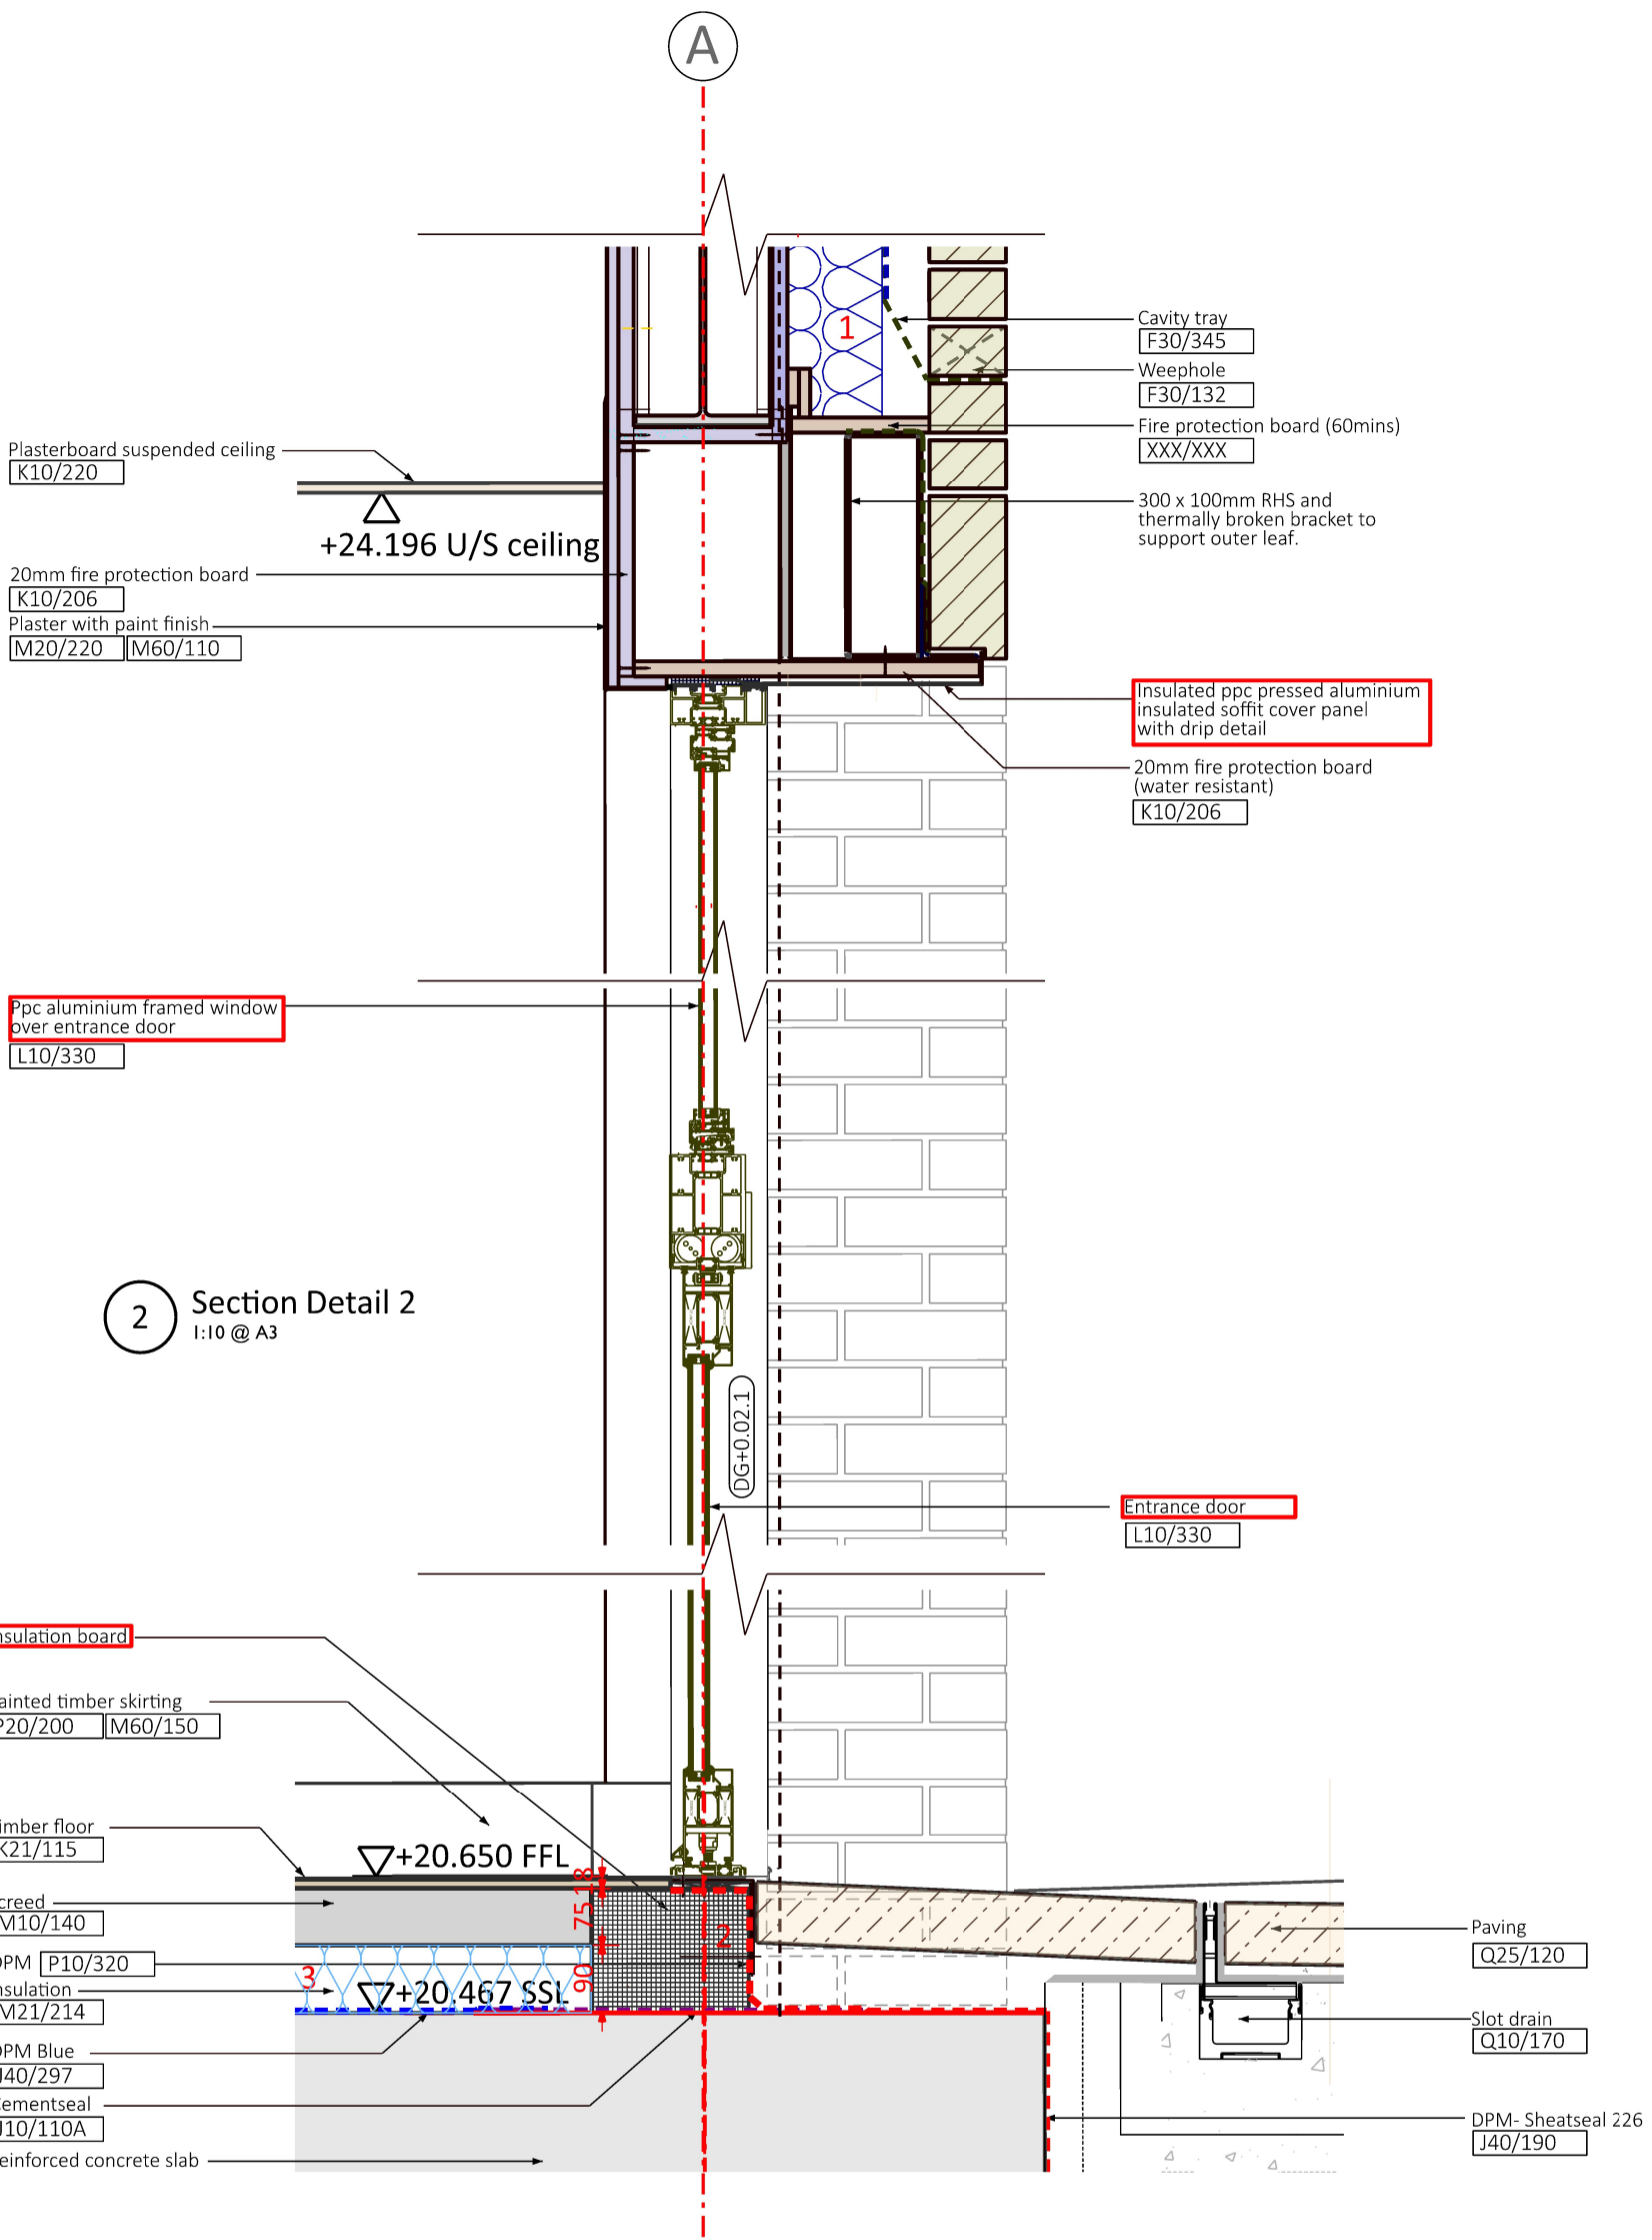 A
1
Cavity tray
F30/345
Weephole
F30/132
Fire protection board (60mins)
XXX/XXX
300 x 100mm RHS and
thermally broken bracket to
support outer leaf.
Plasterboard suspended ceiling
K10/220
+24.196 U/S ceiling
20mm fire protection board
K10/206
Plaster with paint finish
M20/220 M60/110
Insulated ppc pressed aluminium
insulated soffit cover panel
with drip detail
20mm fire protection board
(water resistant)
K10/206
Ppc aluminium framed window
over entrance door
L10/330
2
Section Detail 2
1:10 @ A3
DG+0.02.1
Entrance door
L10/330
nsulation board
ainted timber skirting
P20/200 M60/150
imber floor
K21/115
+20.650 FFL
18
75
90
creed
M10/140
2
DPM P10/320
nsulation
M21/214
3
+20.467 SSL
DPM Blue
J40/297
Cementseal
J10/110A
einforced concrete slab
Paving
Q25/120
Slot drain
Q10/170
DPM- Sheatseal 226
J40/190